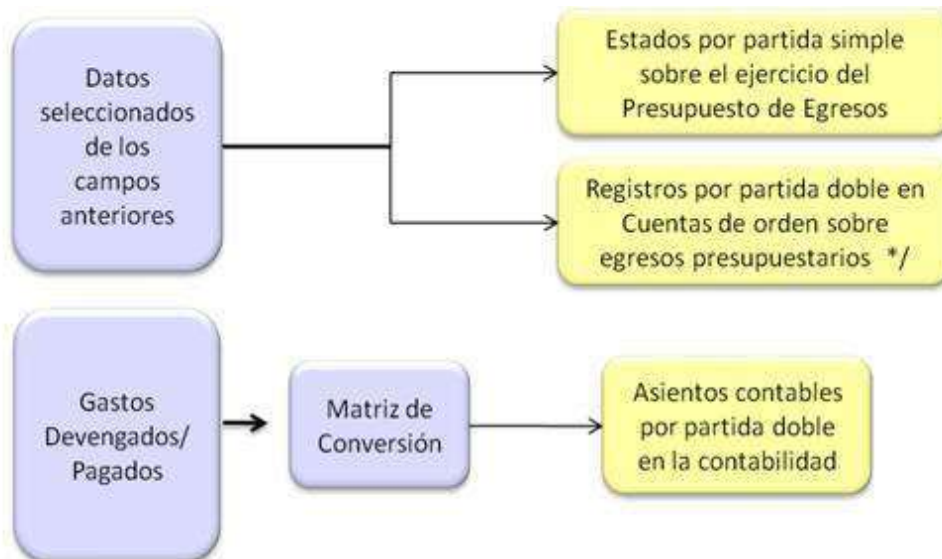 Datos
seleccionados
de los
campos
anteriores
Estados por partida simple
sobre el ejercicio del
Presupuesto de Egresos
Registros por partida doble en
Cuentas de orden sobre
egresos presupuestarios */
Gastos
Devengados/
Pagados
Matriz de
Conversión
Asientos contables
por partida doble
en la contabilidad